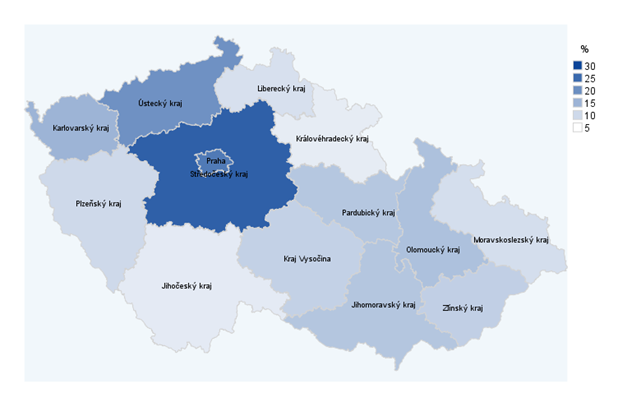 %
30
25
20
15
10
5
Liberecký kraj
Ústecký kraj
Karlovarský kraj
Královéhradecký kraj
Praha
Středočeský kraj
Plzeňský kraj
Pardubický kraj
Moravskoslezský kraj
Olomoucký kraj
Kraj Vysočina
Jihočeský kraj
Jihomoravský kraj
Zlínský kraj